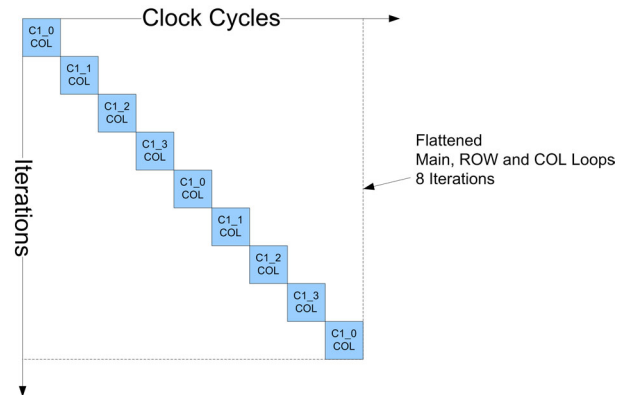 Clock Cycles
C1_0
COL
C1_1
COL
C1_2
COL
C1_3
COL
C1_0
COL
C1_1
COL
C1_2
COL
C1_3
COL
C1_0
COL
Iterations
Flattened
Main, ROW and COL Loops
8 Iterations